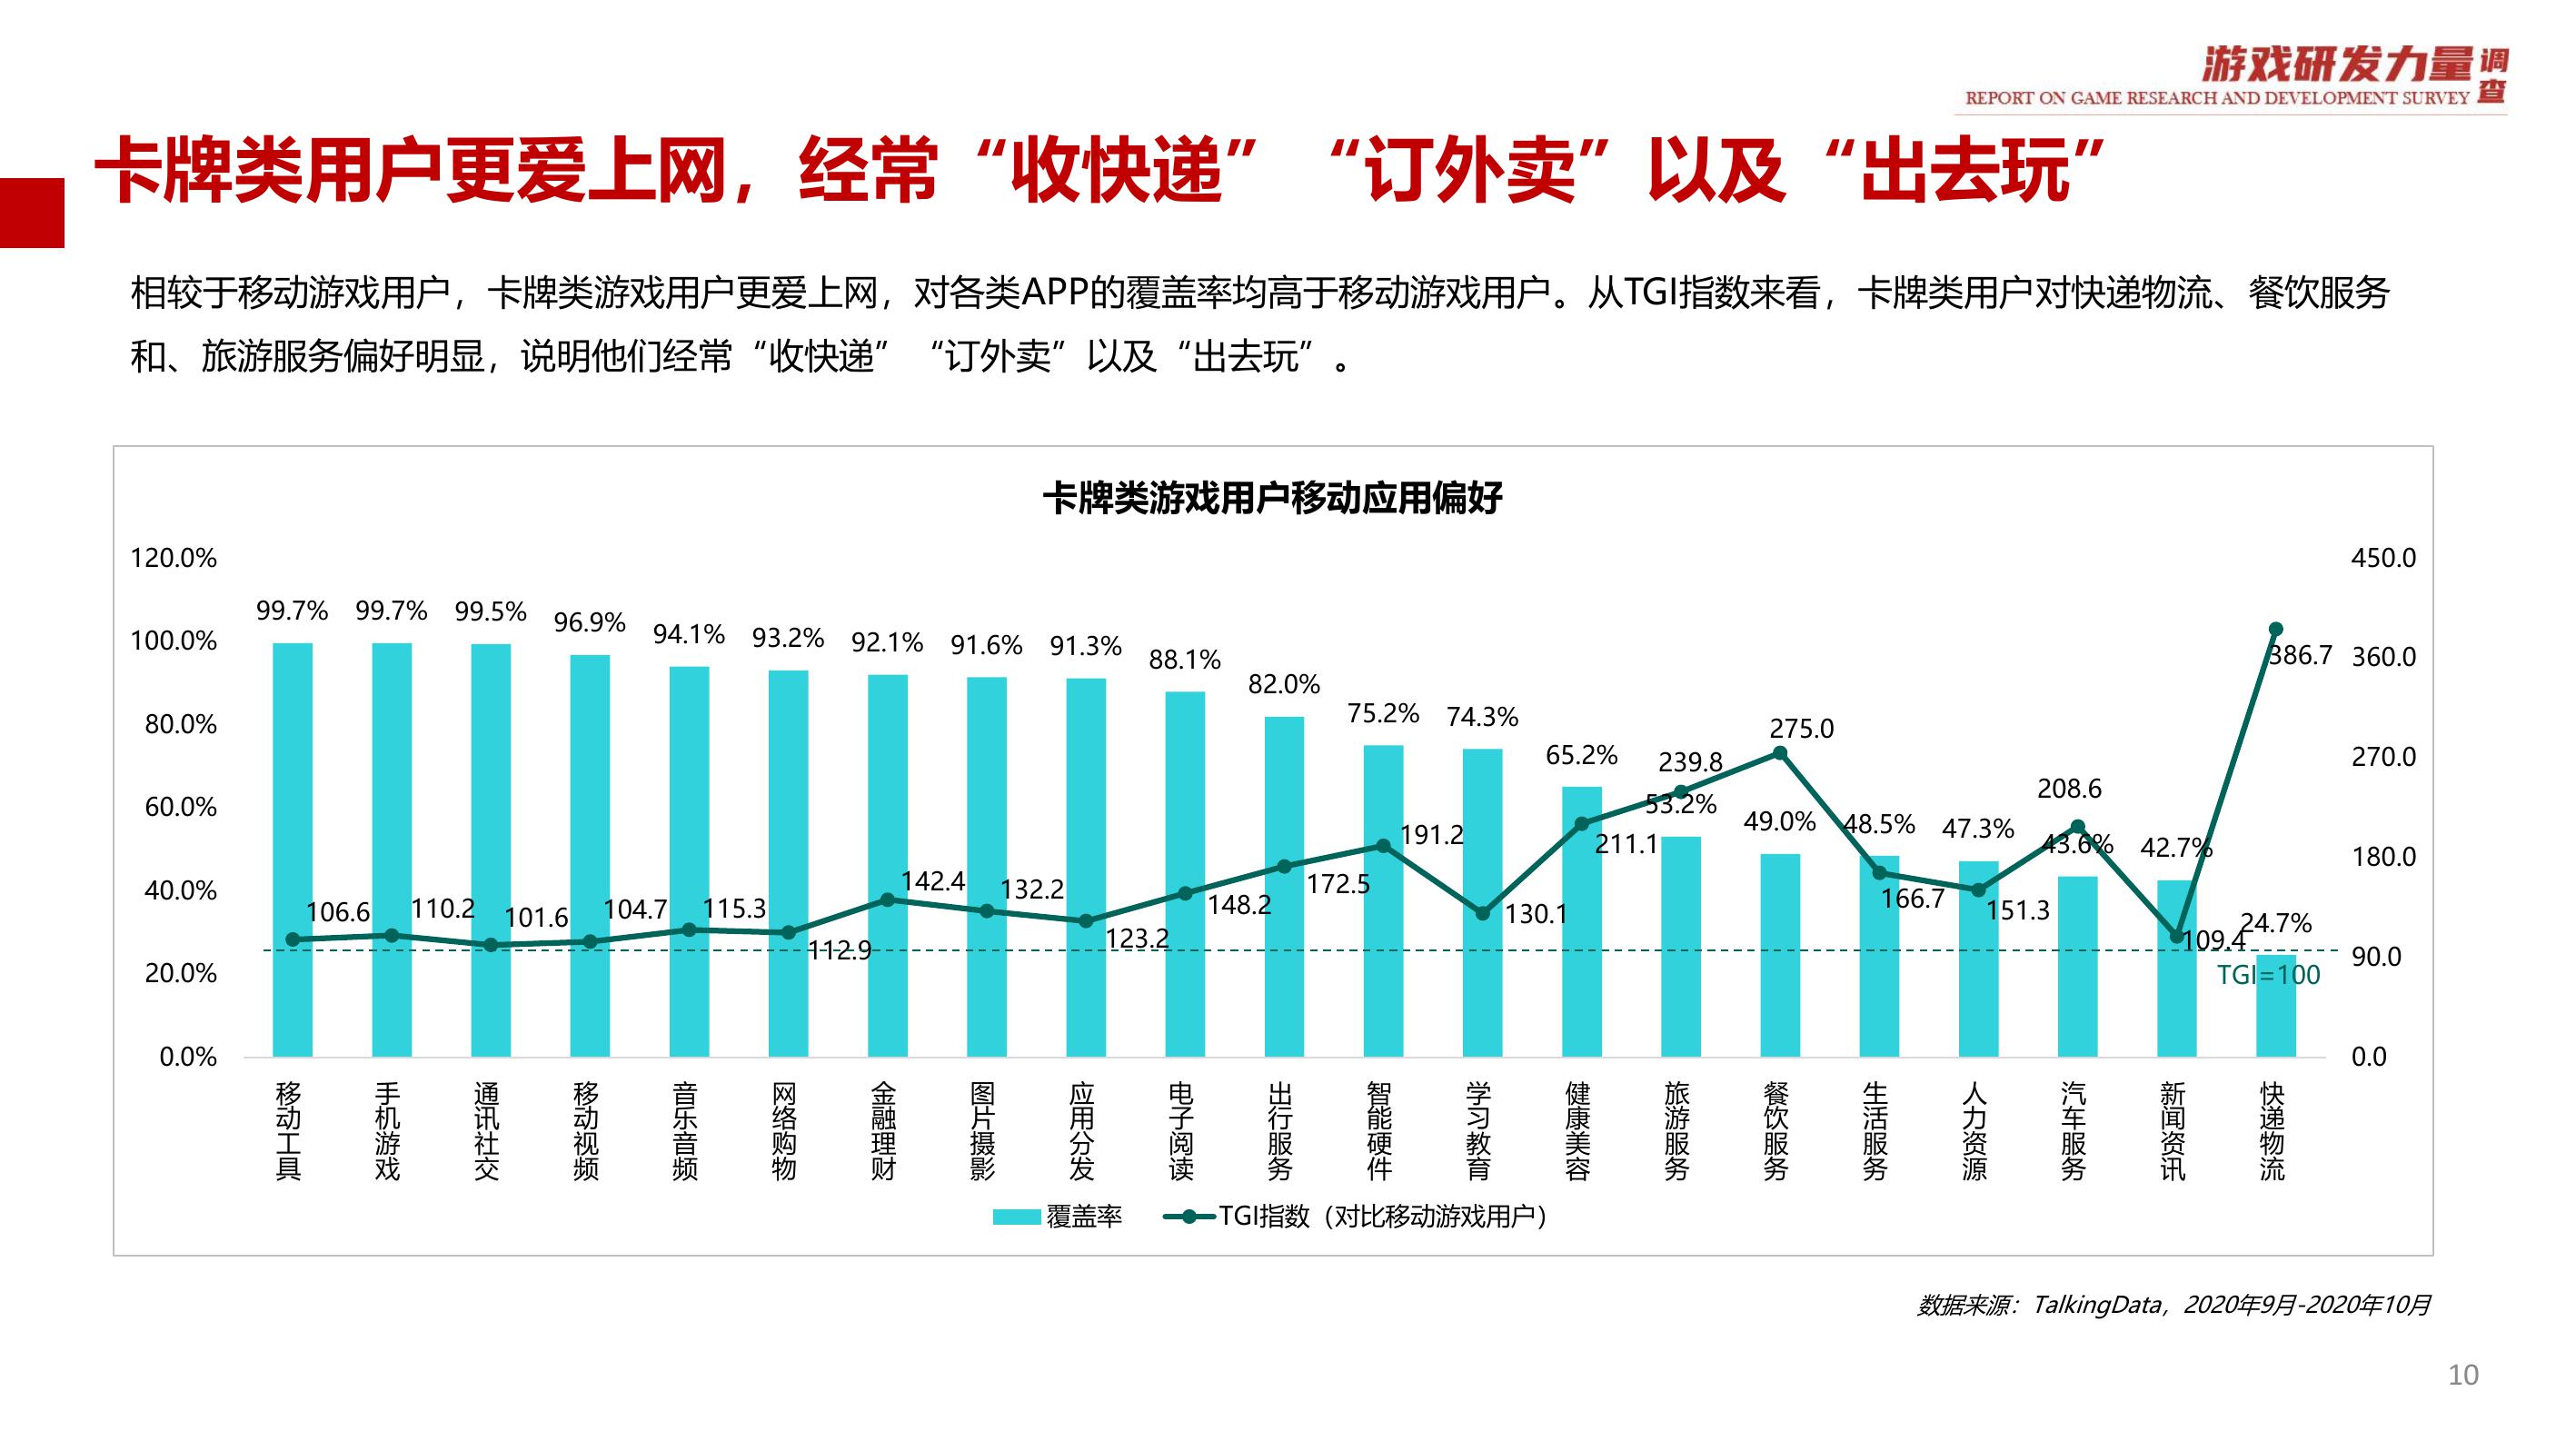 游戏研发力量调查
REPORT ON GAME RESEARCH AND DEVELOPMENT SURVEY
卡牌类用户更爱上网，经常“收快递” “订外卖”以及“出去玩”
相较于移动游戏用户，卡牌类游戏用户更爱上网，对各类APP的覆盖率均高于移动游戏用户。从TGI指数来看，卡牌类用户对快递物流、餐饮服务
和、旅游服务偏好明显，说明他们经常“收快递” “订外卖”以及“出去玩”。
卡牌类游戏用户移动应用偏好
120.0%
100.0%
80.0%
60.0%
40.0%
20.0%
0.0%
450.0
360.0
270.0
180.0
90.0
0.0
99.7% 99.7% 99.5% 96.9% 94.1% 93.2% 92.1% 91.6% 91.3% 88.1% 82.0% 75.2% 74.3% 65.2% 53.2% 49.0% 48.5% 47.3% 43.6% 42.7% 24.7%
106.6 110.2 101.6 104.7 115.3 112.9 142.4 132.2 123.2 148.2 172.5 191.2 130.1 211.1 239.8 275.0 166.7 151.3 208.6 109.4 386.7
TGI=100
移动工具
手机游戏
通讯社交
移动视频
音乐音频
网络购物
金融理财
图片摄影
应用分发
电子阅读
出行服务
智能硬件
学习教育
健康美容
旅游服务
餐饮服务
生活服务
人力资源
汽车服务
新闻资讯
快递物流
覆盖率 TGI指数（对比移动游戏用户）
数据来源：TalkingData，2020年9月-2020年10月
10